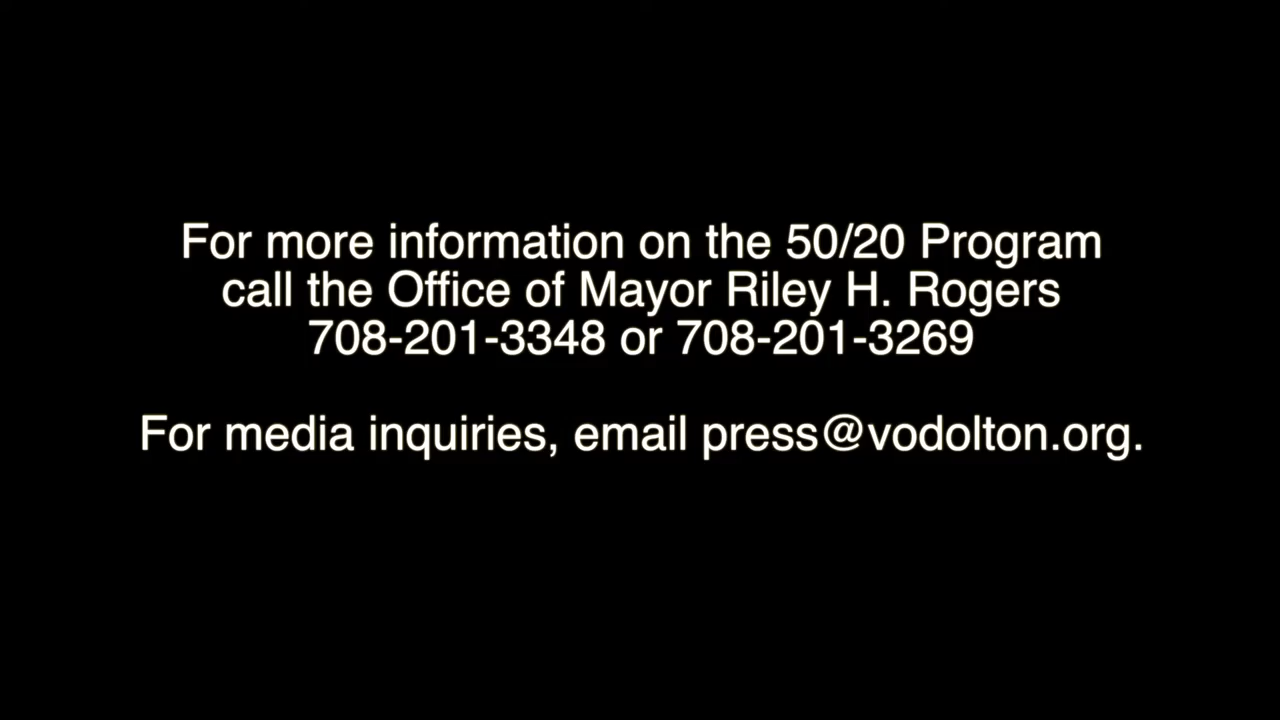 For more information on the 50/20 Program
call the Office of Mayor Riley H. Rogers
708-201-3348 or 708-201-3269
For media inquiries, email press@vodolton.org.